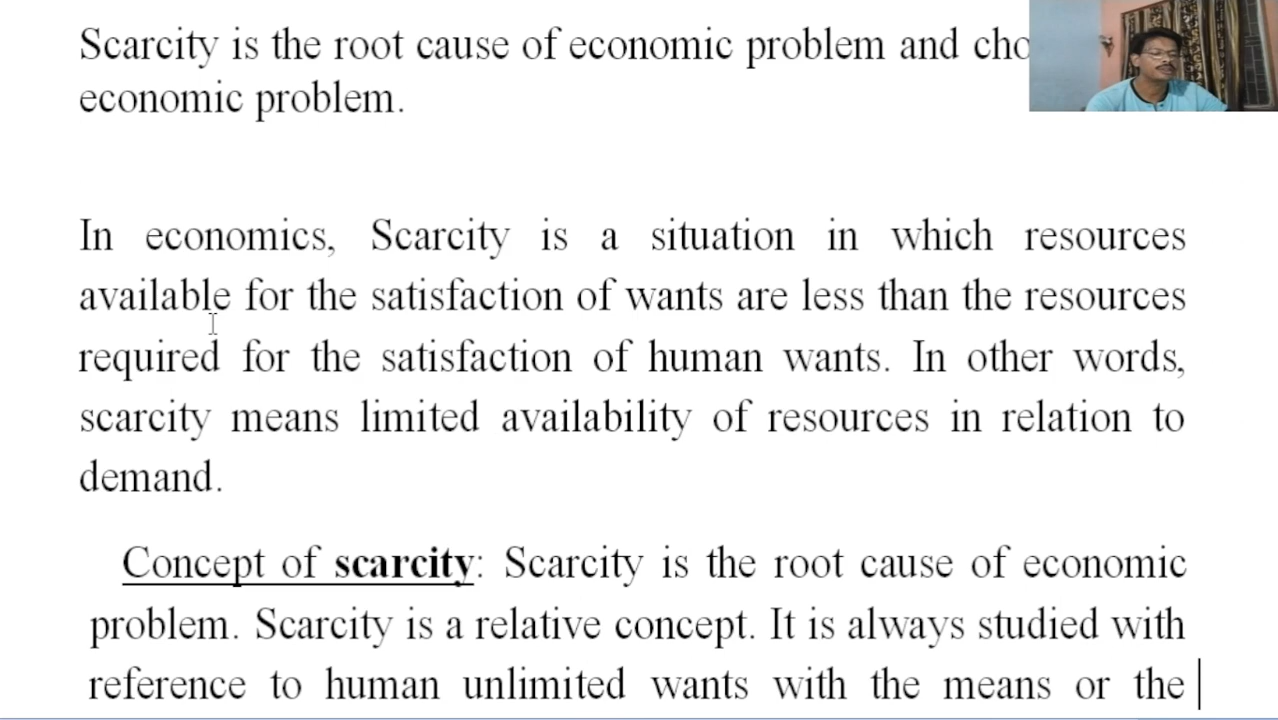 Scarcity is the root cause of economic problem and
economic problem.
In economics, Scarcity is a situation in which resources
available for the satisfaction of wants are less than the resources
required for the satisfaction of human wants. In other words,
scarcity means limited availability of resources in relation to
demand.
Concept of scarcity: Scarcity is the root cause of economic
problem. Scarcity is a relative concept. It is always studied with
reference to human unlimited wants with the means or the